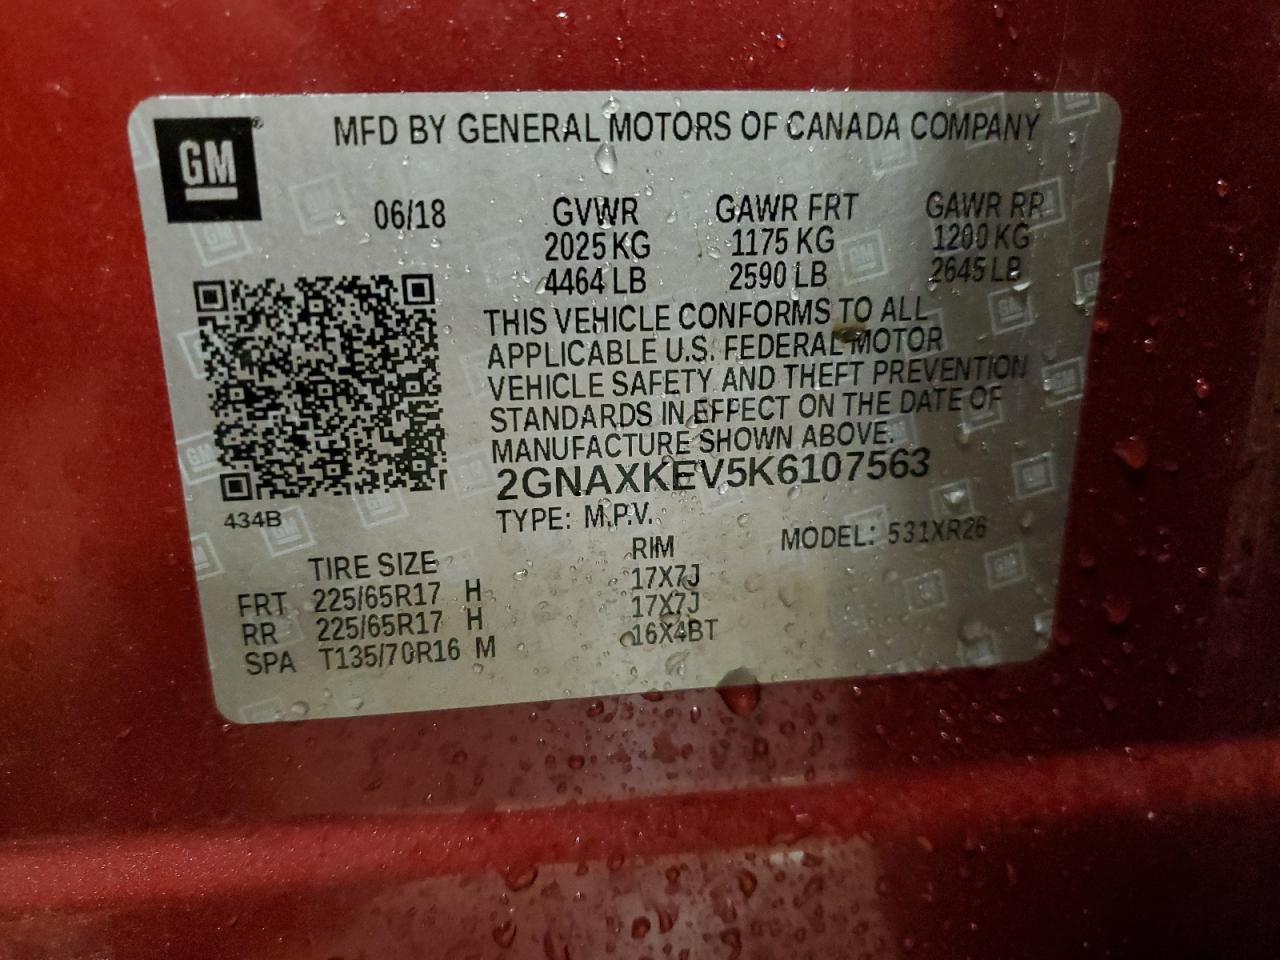 GM
MFD BY GENERAL MOTORS OF CANADA COMPANY
06/18 GVWR GAWR FRT GAWR RR
2025 KG 1175 KG 1200 KG
4464 LB 2590 LB 2645 LB
THIS VEHICLE CONFORMS TO ALL
APPLICABLE U.S. FEDERAL MOTOR
VEHICLE SAFETY AND THEFT PREVENTION
STANDARDS IN EFFECT ON THE DATE OF
MANUFACTURE SHOWN ABOVE.
2GNAXKEV5K6107563
434B
TYPE: M.P.V.
MODEL: 531XR26
TIRE SIZE RIM
FRT 225/65R17 H 17X7J
RR 225/65R17 H 17X7J
SPA T135/70R16 M 16X4BT